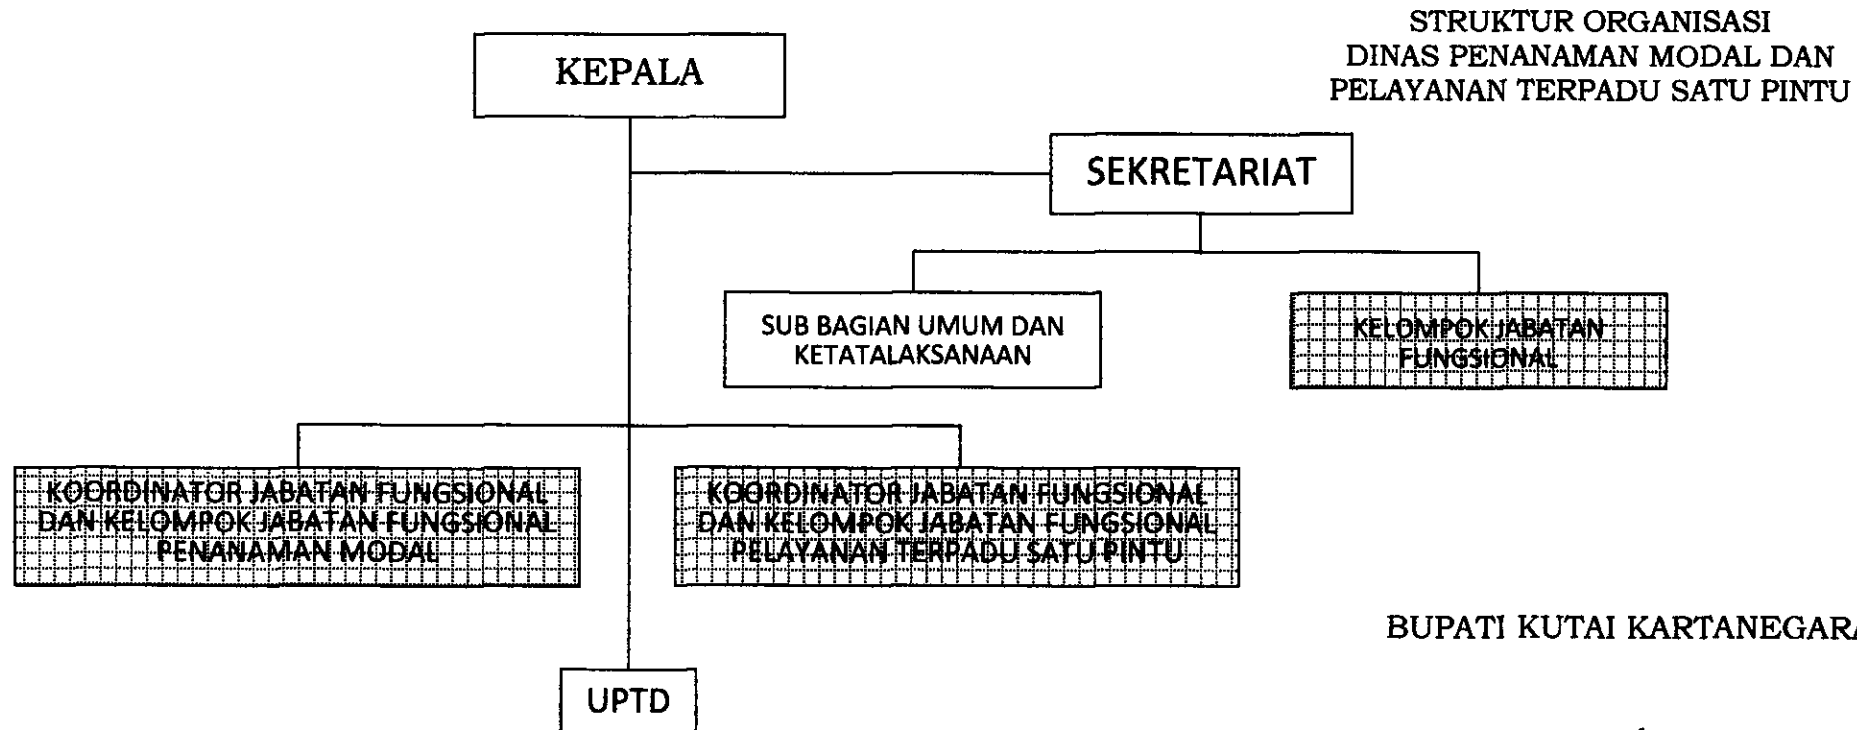 STRUKTUR ORGANISASI
DINAS PENANAMAN MODAL DAN
PELAYANAN TERPADU SATU PINTU
KEPALA
SEKRETARIAT
SUB BAGIAN UMUM DAN
KETATALAKSANAAN
KELOMPOK JABATAN
FUNGSIONAL
KOORDINATOR JABATAN FUNGSIONAL
DAN KELOMPOK JABATAN FUNGSIONAL
PENANAMAN MODAL
KOORDINATOR JABATAN FUNGSIONAL
DAN KELOMPOK JABATAN FUNGSIONAL
PELAYANAN TERPADU SATU PINTU
BUPATI KUTAI KARTANEGARA
UPTD